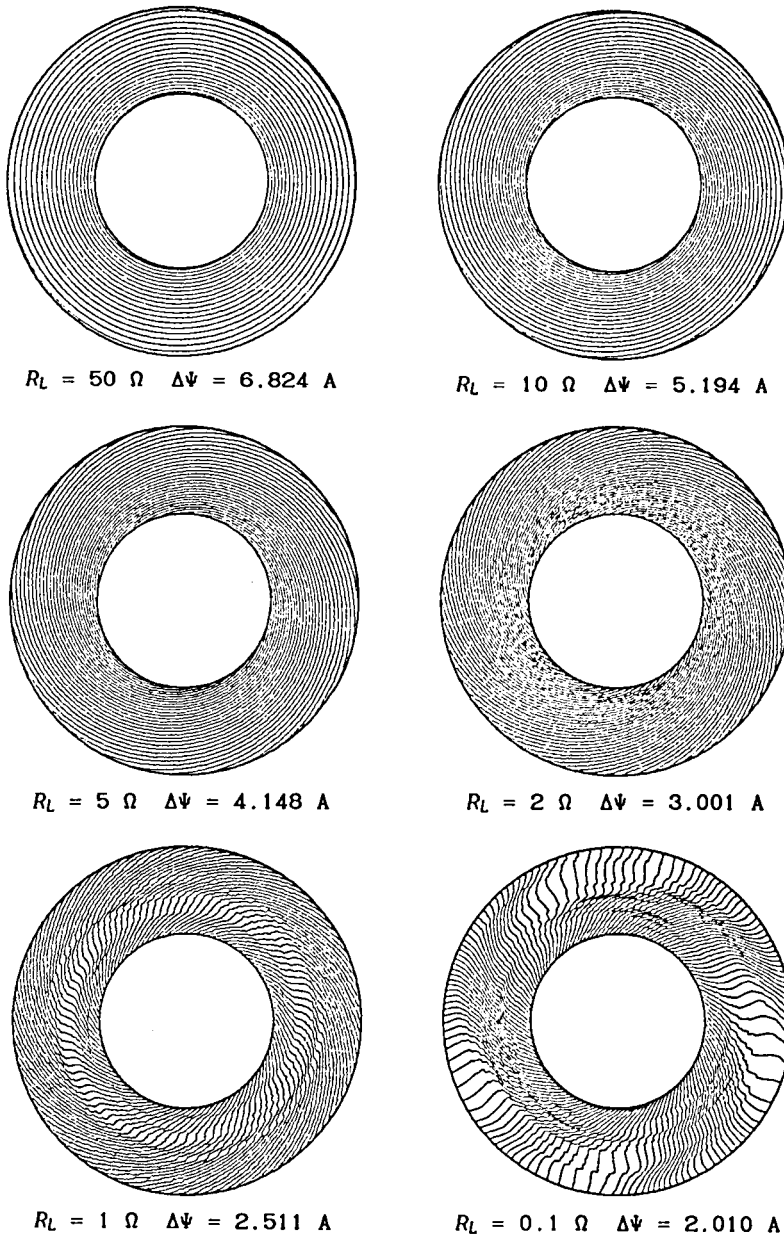 R_L = 50 Ω ΔΨ = 6.824 A
R_L = 10 Ω ΔΨ = 5.194 A
R_L = 5 Ω ΔΨ = 4.148 A
R_L = 2 Ω ΔΨ = 3.001 A
R_L = 1 Ω ΔΨ = 2.511 A
R_L = 0.1 Ω ΔΨ = 2.010 A